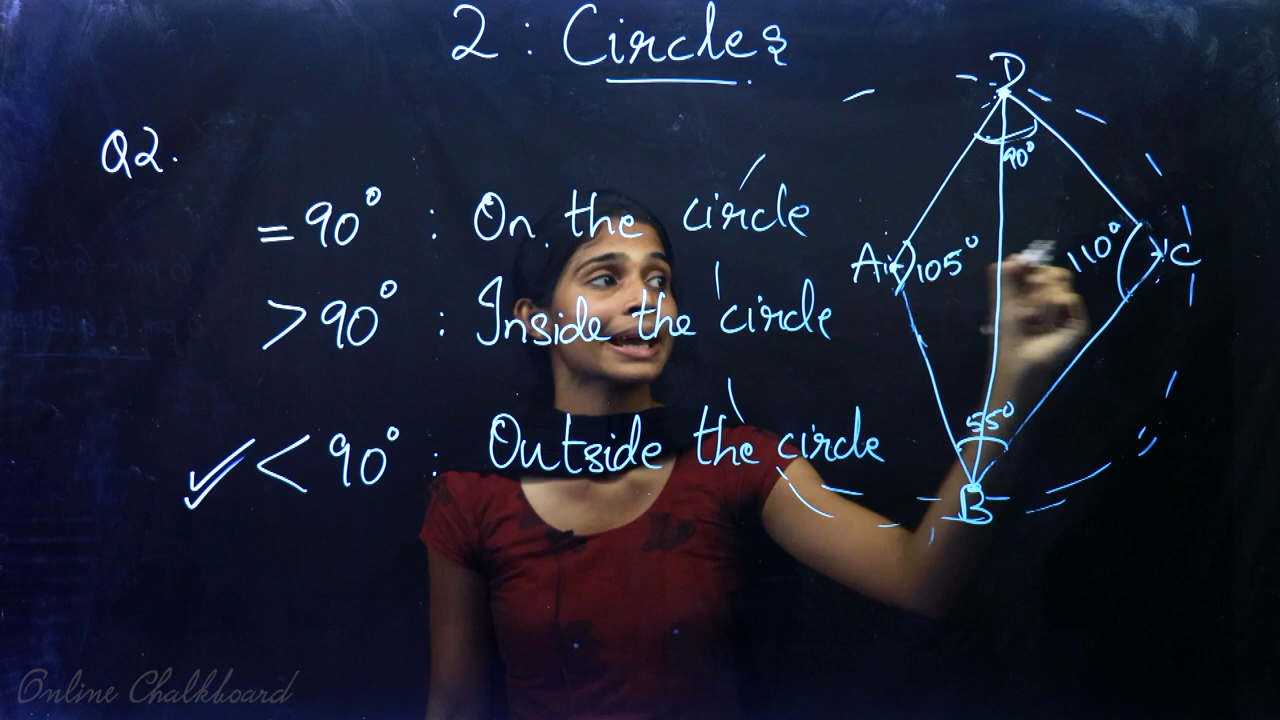 2 : Circles
Q2.
= 90° : On the circle
> 90° : Inside the circle
< 90° : Outside the circle
D
90°
A 105°
110° C
55°
B
Online Chalkboard